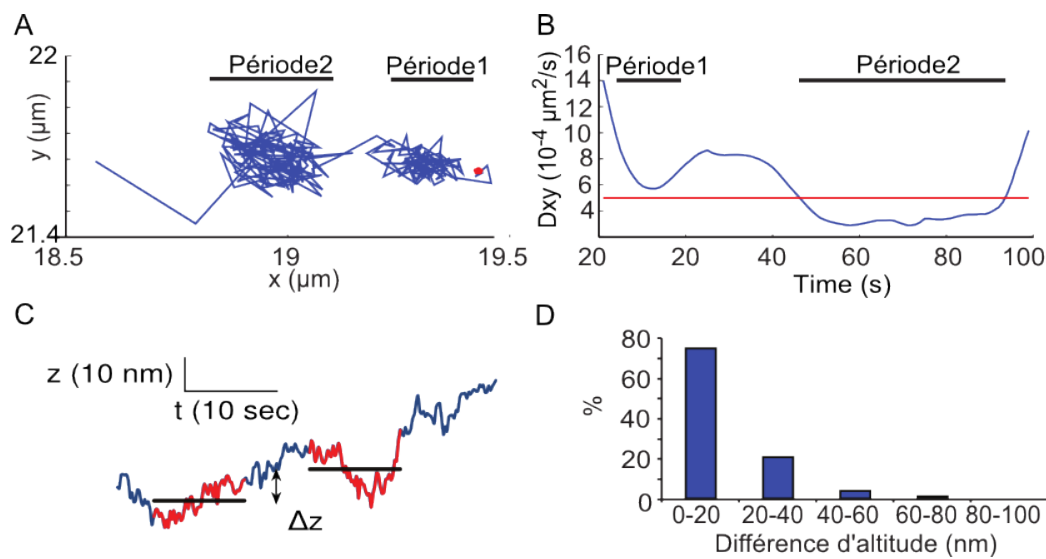 A
22
Période2
Période1
y (µm)
21.4
18.5
19
19.5
x (µm)
B
16
14
12
10
8
6
4
Période1
Période2
Dxy (10⁻⁴ µm²/s)
20
20
40
60
80
100
Time (s)
C
z (10 nm)
t (10 sec)
Δz
D
80
60
40
20
0
%
0-20
20-40
40-60
60-80
80-100
Différence d'altitude (nm)